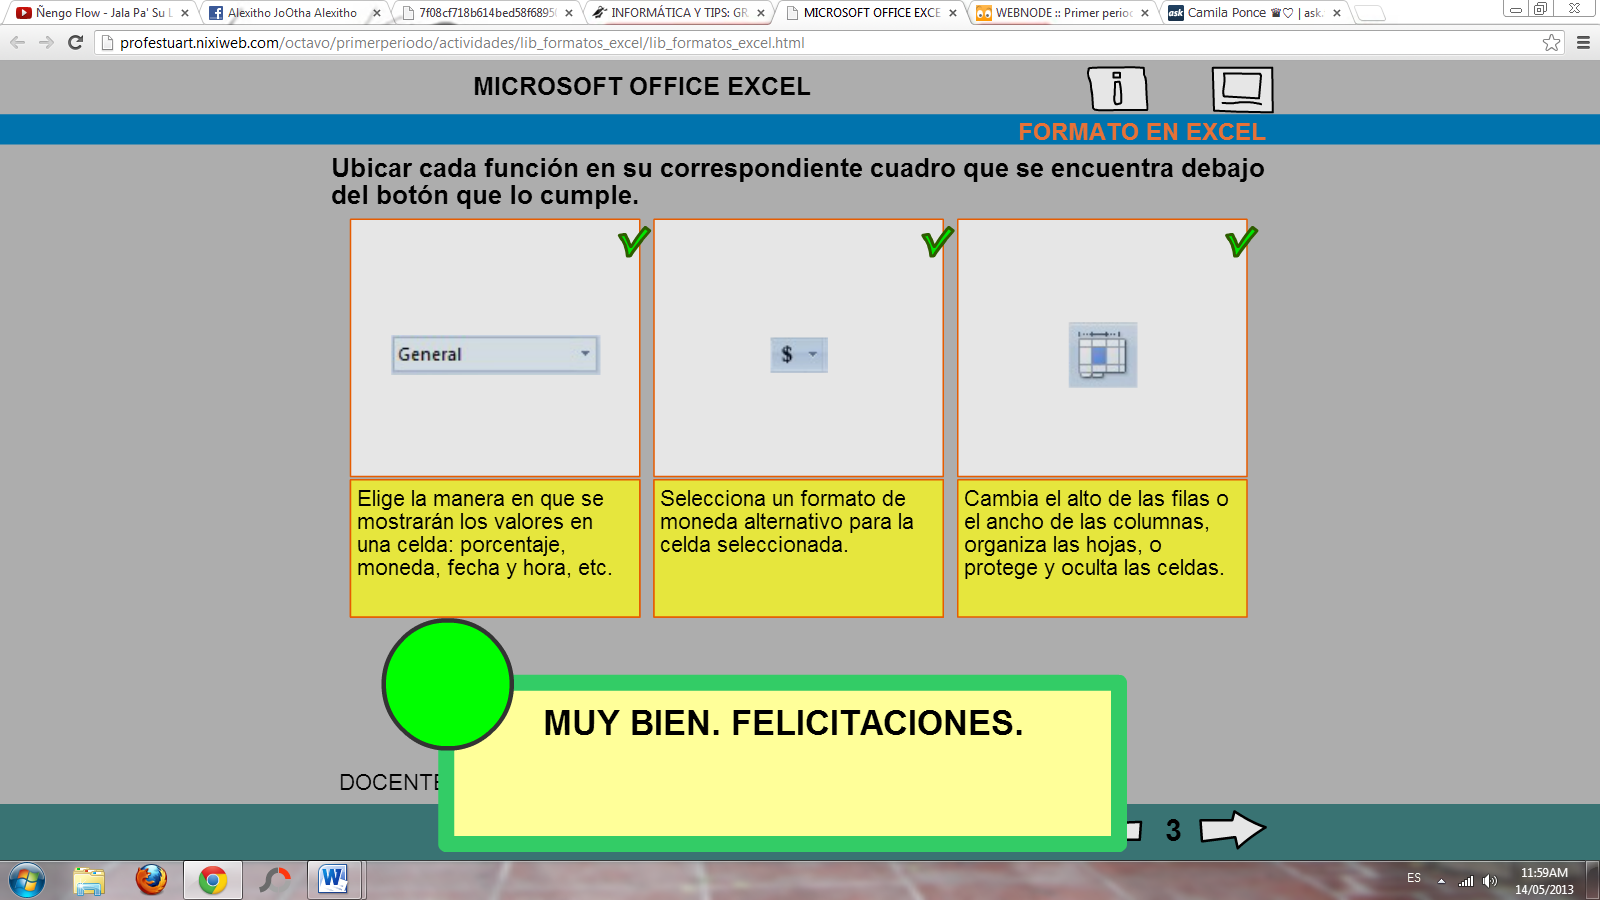 Ñengo Flow - Jala Pa' Su L
Alexitho JoOtha Alexitho
7f08cf718b614bed58f6895
INFORMÁTICA Y TIPS: GR
MICROSOFT OFFICE EXCE
WEBNODE :: Primer period
ask Camila Ponce ♛♡ | ask.
profestuart.nixiweb.com/octavo/primerperiodo/actividades/lib_formatos_excel/lib_formatos_excel.html
MICROSOFT OFFICE EXCEL
i
FORMATO EN EXCEL
Ubicar cada función en su correspondiente cuadro que se encuentra debajo
del botón que lo cumple.
General
$
Elige la manera en que se
mostrarán los valores en
una celda: porcentaje,
moneda, fecha y hora, etc.
Selecciona un formato de
moneda alternativo para la
celda seleccionada.
Cambia el alto de las filas o
el ancho de las columnas,
organiza las hojas, o
protege y oculta las celdas.
MUY BIEN. FELICITACIONES.
DOCENTE
3
ES
11:59AM
14/05/2013